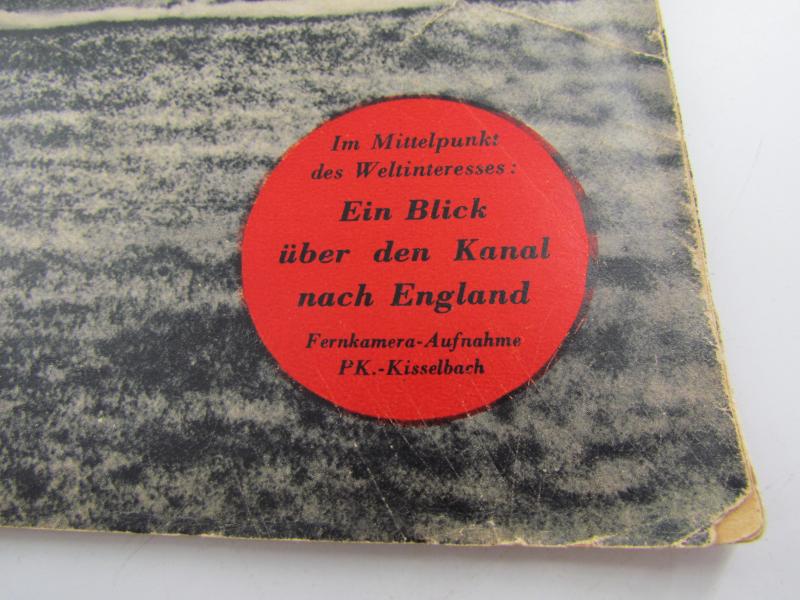 Im Mittelpunkt
des Weltinteresses:
Ein Blick
über den Kanal
nach England
Fernkamera-Aufnahme
PK.-Kisselbach